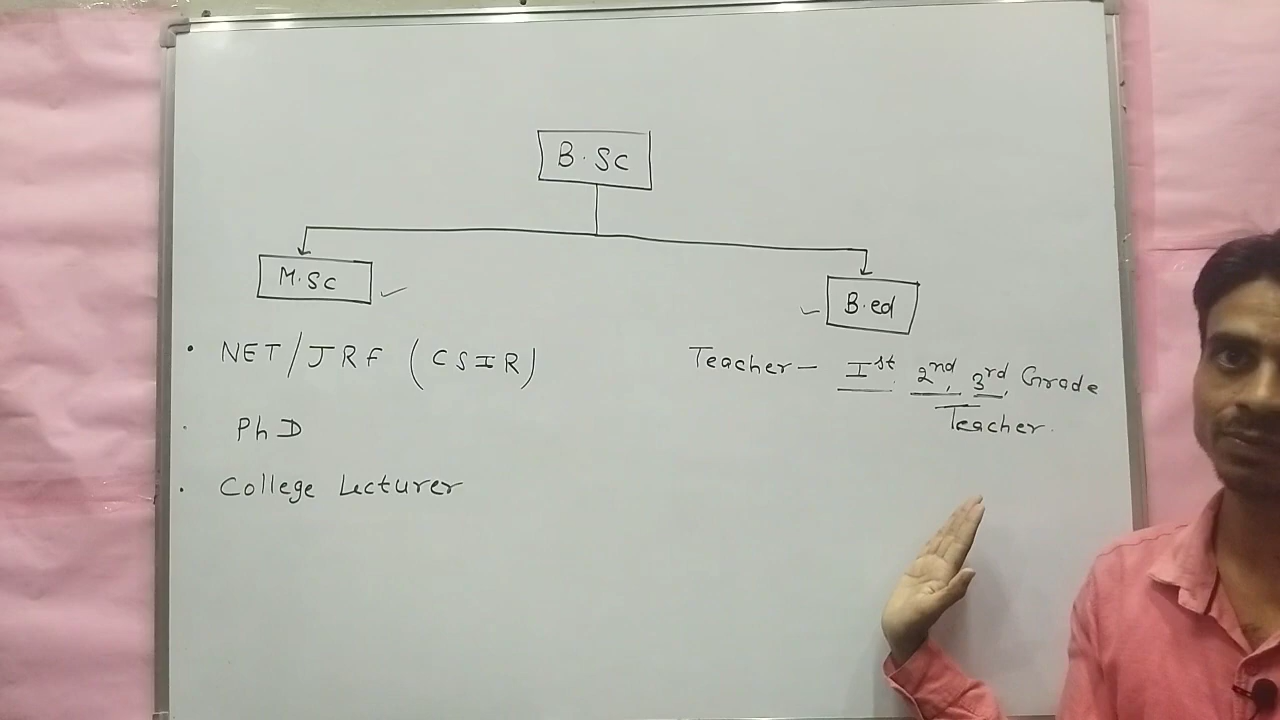 B.Sc
M.Sc
B.ed
• NET/JRF (CSIR)
• PhD
• College Lecturer
Teacher- Ist 2nd, 3rd, Grade
Teacher.